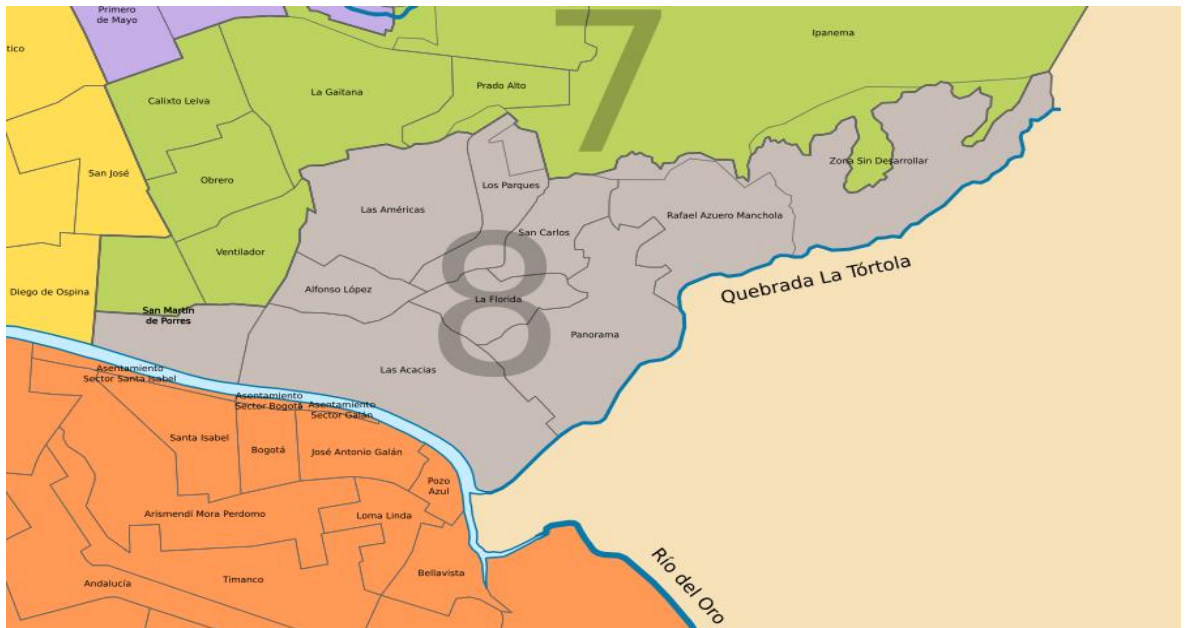 Primero
de Mayo
tico
Ipanema
7
Calixto Leiva
La Gaitana
Prado Alto
San José
Obrero
Zona Sin Desarrollar
Los Parques
Las Américas
Rafael Azuero Manchola
San Carlos
Ventilador
8
Quebrada La Tórtola
Diego de Ospina
Alfonso López
La Florida
San Martín
de Porres
Panorama
Las Acacias
Asentamiento
Sector Santa Isabel
Asentamiento
Sector Bogotá
Asentamiento
Sector Galán
Santa Isabel
Bogotá
José Antonio Galán
Pozo
Azul
Arismendí Mora Perdomo
Loma Linda
Río del Oro
Andalucía
Timanco
Bellavista